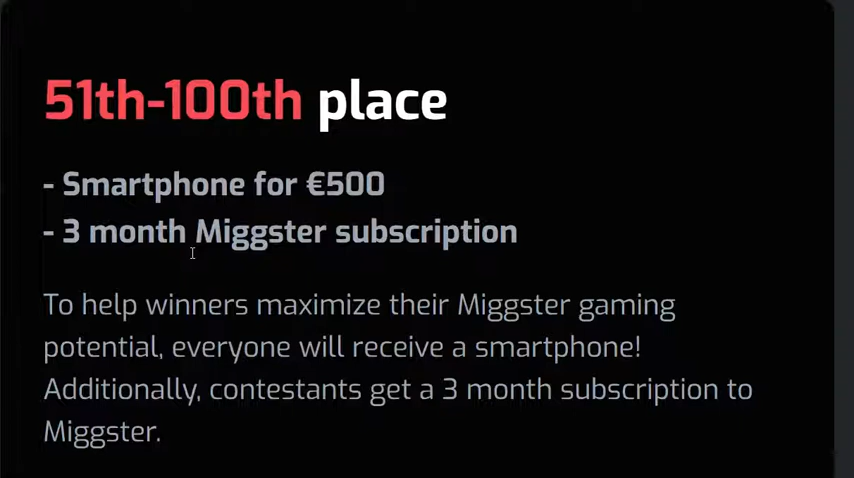 51th-100th place
- Smartphone for €500
- 3 month Miggster subscription
To help winners maximize their Miggster gaming
potential, everyone will receive a smartphone!
Additionally, contestants get a 3 month subscription to
Miggster.